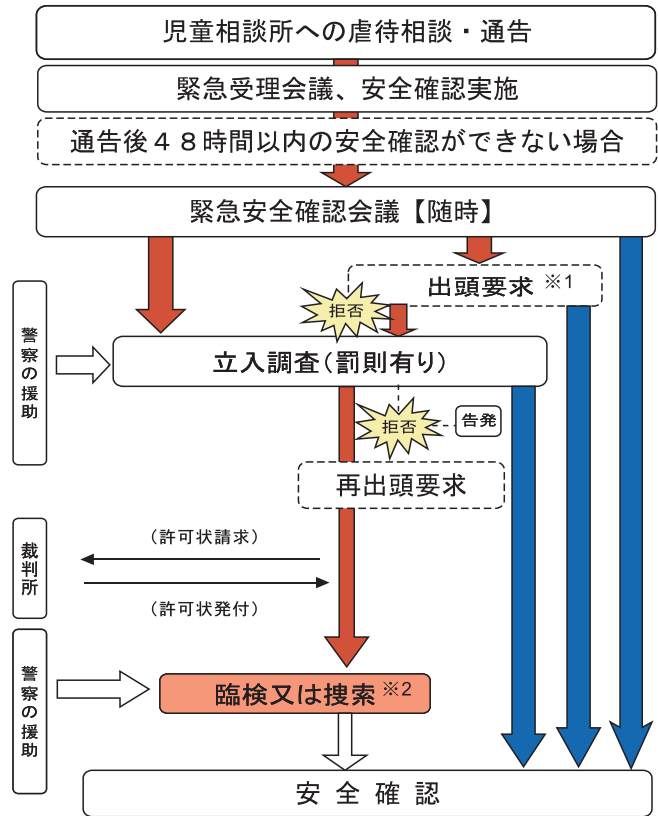 児童相談所への虐待相談・通告
緊急受理会議、安全確認実施
通告後４８時間以内の安全確認ができない場合
緊急安全確認会議【随時】
出頭要求※1
拒否
警察の援助
立入調査(罰則有り)
拒否
告発
再出頭要求
裁判所
(許可状請求)
(許可状発付)
警察の援助
臨検又は捜索※2
安全確認